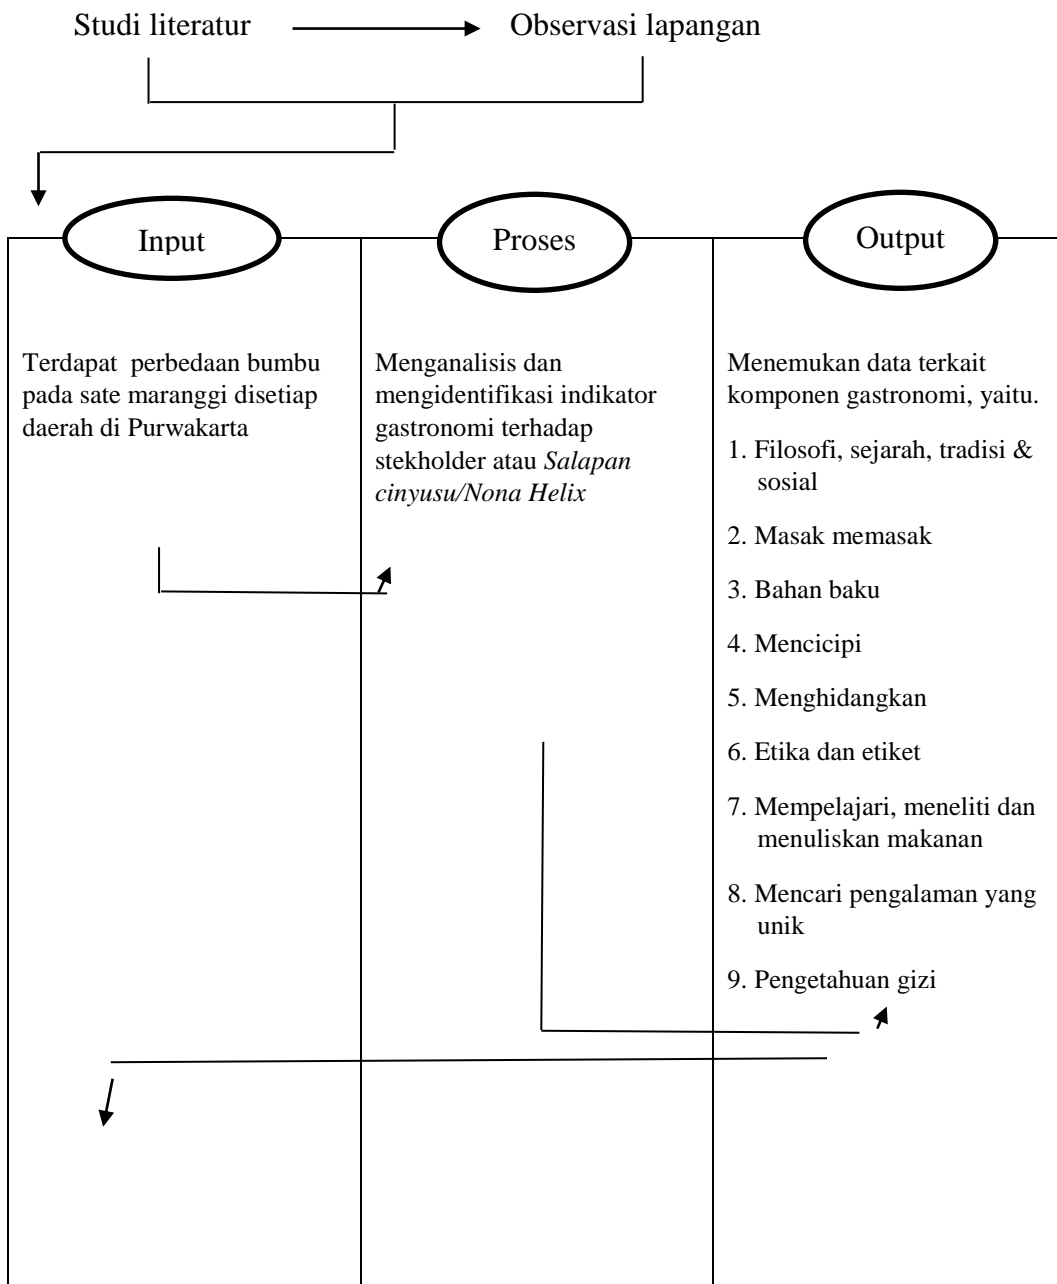 Studi literatur
Observasi lapangan
Input
Proses
Output
Terdapat perbedaan bumbu
pada sate maranggi disetiap
daerah di Purwakarta
Menganalisis dan
mengidentifikasi indikator
gastronomi terhadap
stekholder atau Salapan
cinyusu/Nona Helix
Menemukan data terkait
komponen gastronomi, yaitu.
1. Filosofi, sejarah, tradisi &
sosial
2. Masak memasak
3. Bahan baku
4. Mencicipi
5. Menghidangkan
6. Etika dan etiket
7. Mempelajari, meneliti dan
menuliskan makanan
8. Mencari pengalaman yang
unik
9. Pengetahuan gizi